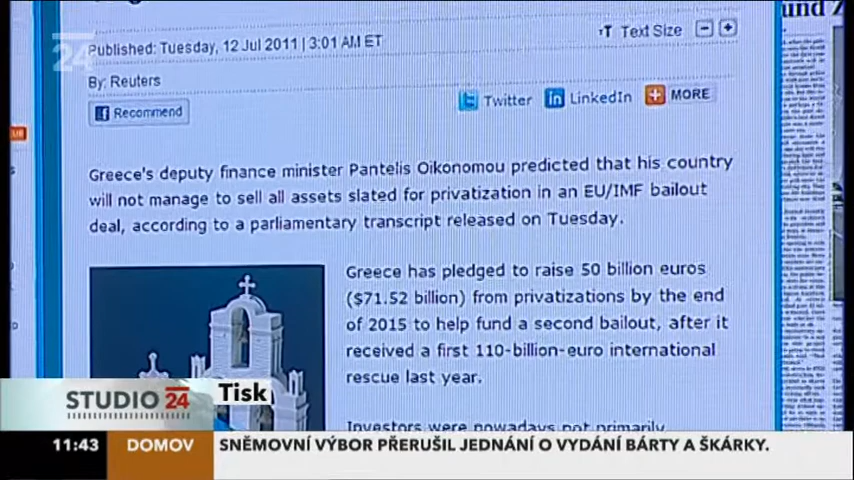 24
Published: Tuesday, 12 Jul 2011 | 3:01 AM ET
Text Size
By: Reuters
Recommend
Twitter
LinkedIn
MORE
Greece's deputy finance minister Pantelis Oikonomou predicted that his country
will not manage to sell all assets slated for privatization in an EU/IMF bailout
deal, according to a parliamentary transcript released on Tuesday.
Greece has pledged to raise 50 billion euros
($71.52 billion) from privatizations by the end
of 2015 to help fund a second bailout, after it
received a first 110-billion-euro international
rescue last year.
Investors were nowadays not primarily
STUDIO 24
Tisk
11:43
DOMOV
SNĚMOVNÍ VÝBOR PŘERUŠIL JEDNÁNÍ O VYDÁNÍ BÁRTY A ŠKÁRKY.